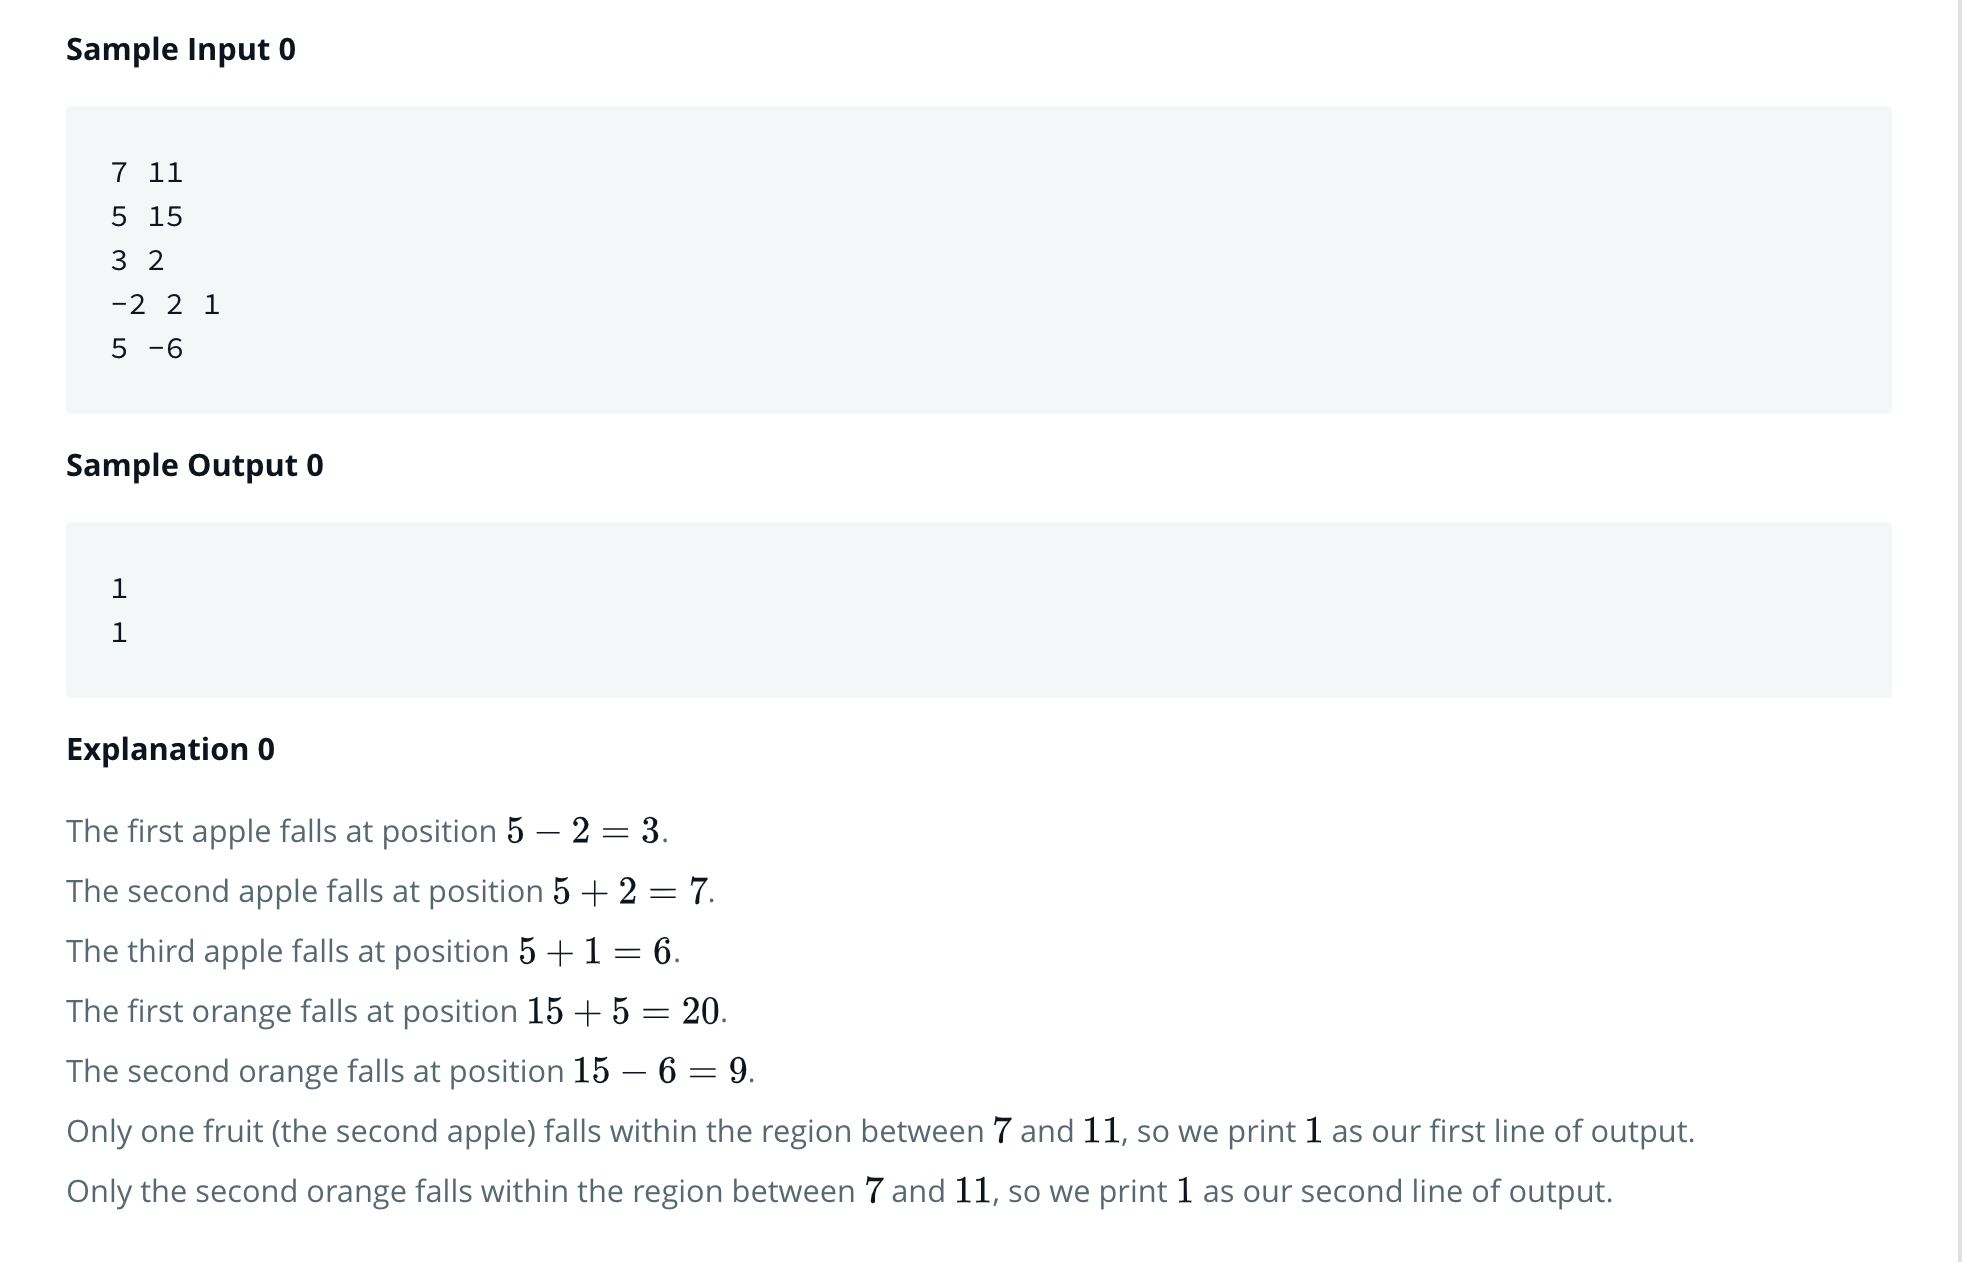 Sample Input 0
7 11
5 15
3 2
-2 2 1
5 -6
Sample Output 0
1
1
Explanation 0
The first apple falls at position 5 − 2 = 3.
The second apple falls at position 5 + 2 = 7.
The third apple falls at position 5 + 1 = 6.
The first orange falls at position 15 + 5 = 20.
The second orange falls at position 15 − 6 = 9.
Only one fruit (the second apple) falls within the region between 7 and 11, so we print 1 as our first line of output.
Only the second orange falls within the region between 7 and 11, so we print 1 as our second line of output.